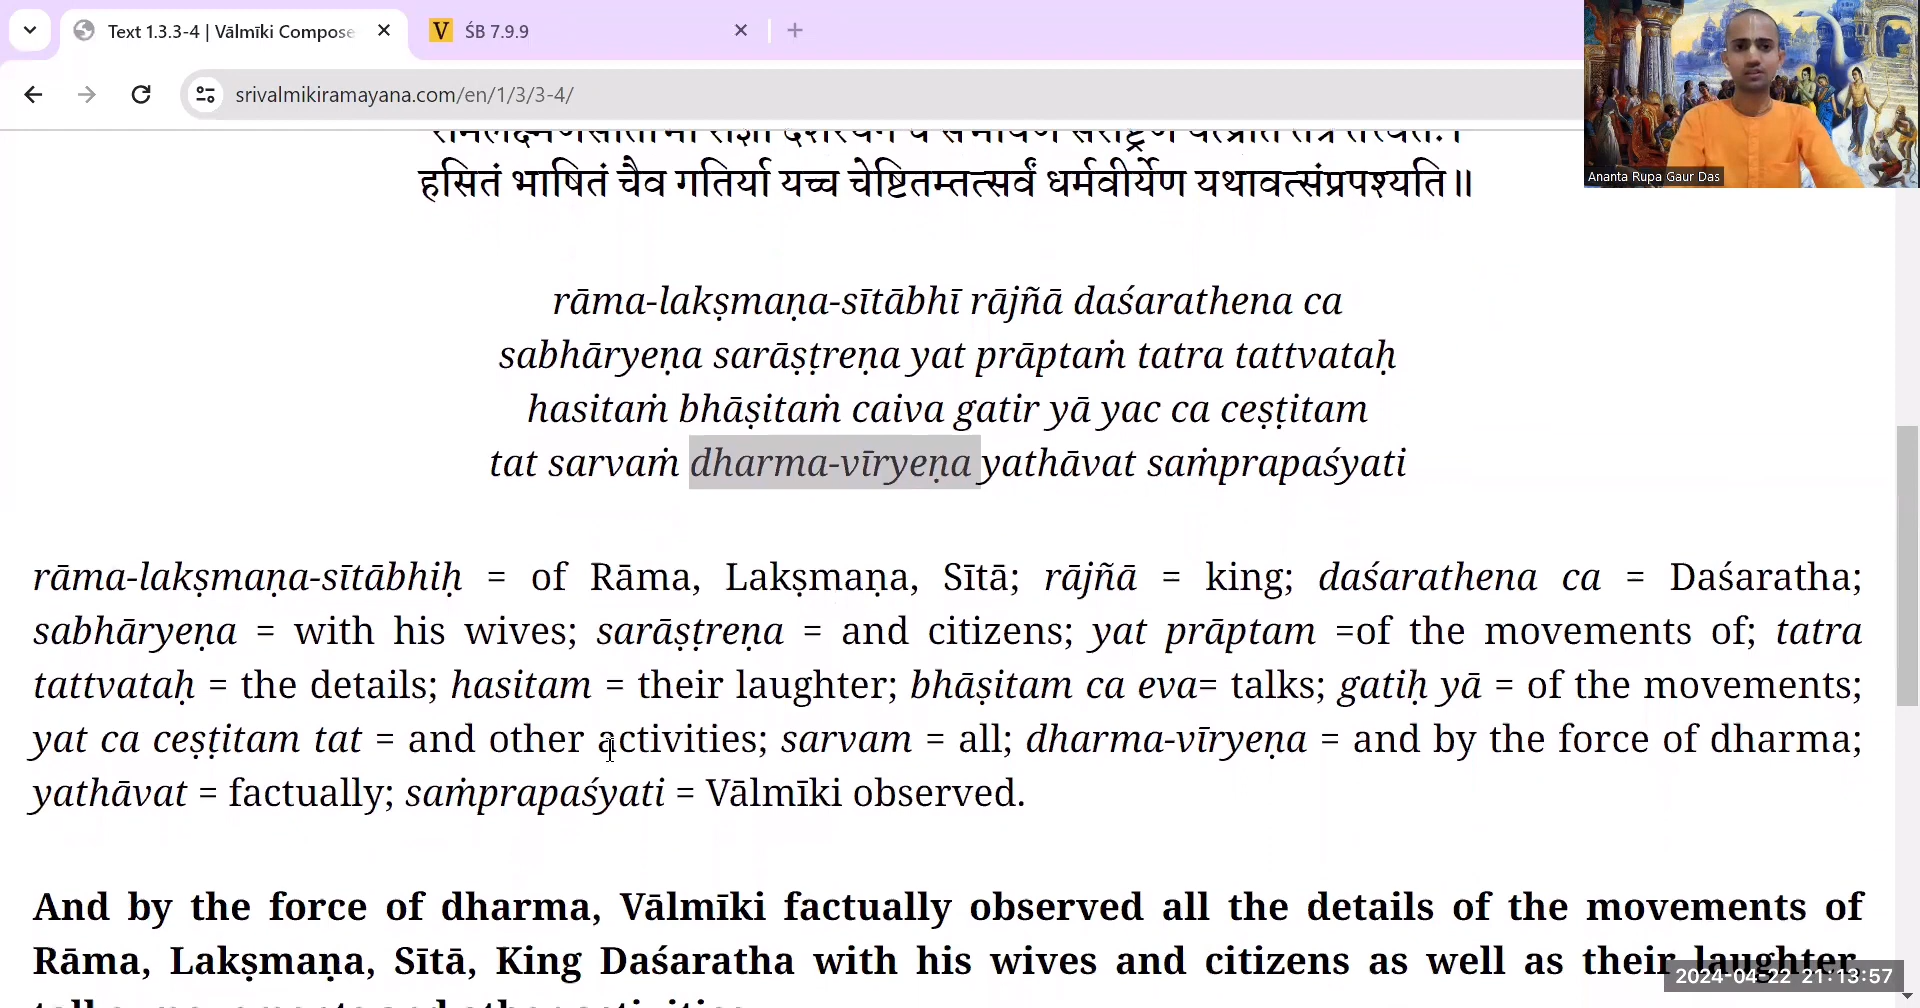 Text 1.3.3-4 | Vālmīki Compose
V ŚB 7.9.9
srivalmikiramayana.com/en/1/3/3-4/
Ananta Rupa Gaur Das
हसितं भाषितं चैव गतिर्या यच्च चेष्टितम्तत्सर्वं धर्मवीर्येण यथावत्संप्रपश्यति॥
rāma-lakṣmaṇa-sītābhī rājñā daśarathena ca
sabhāryeṇa sarāṣṭreṇa yat prāptaṁ tatra tattvataḥ
hasitaṁ bhāṣitaṁ caiva gatir yā yac ca ceṣṭitam
tat sarvaṁ dharma-vīryeṇa yathāvat saṁprapaśyati
rāma-lakṣmaṇa-sītābhiḥ = of Rāma, Lakṣmaṇa, Sītā; rājñā = king; daśarathena ca = Daśaratha;
sabhāryeṇa = with his wives; sarāṣṭreṇa = and citizens; yat prāptam =of the movements of; tatra
tattvataḥ = the details; hasitam = their laughter; bhāṣitam ca eva= talks; gatiḥ yā = of the movements;
yat ca ceṣṭitam tat = and other activities; sarvam = all; dharma-vīryeṇa = and by the force of dharma;
yathāvat = factually; saṁprapaśyati = Vālmīki observed.
And by the force of dharma, Vālmīki factually observed all the details of the movements of
Rāma, Lakṣmaṇa, Sītā, King Daśaratha with his wives and citizens as well as their laughter,
2024-04-22 21:13:57